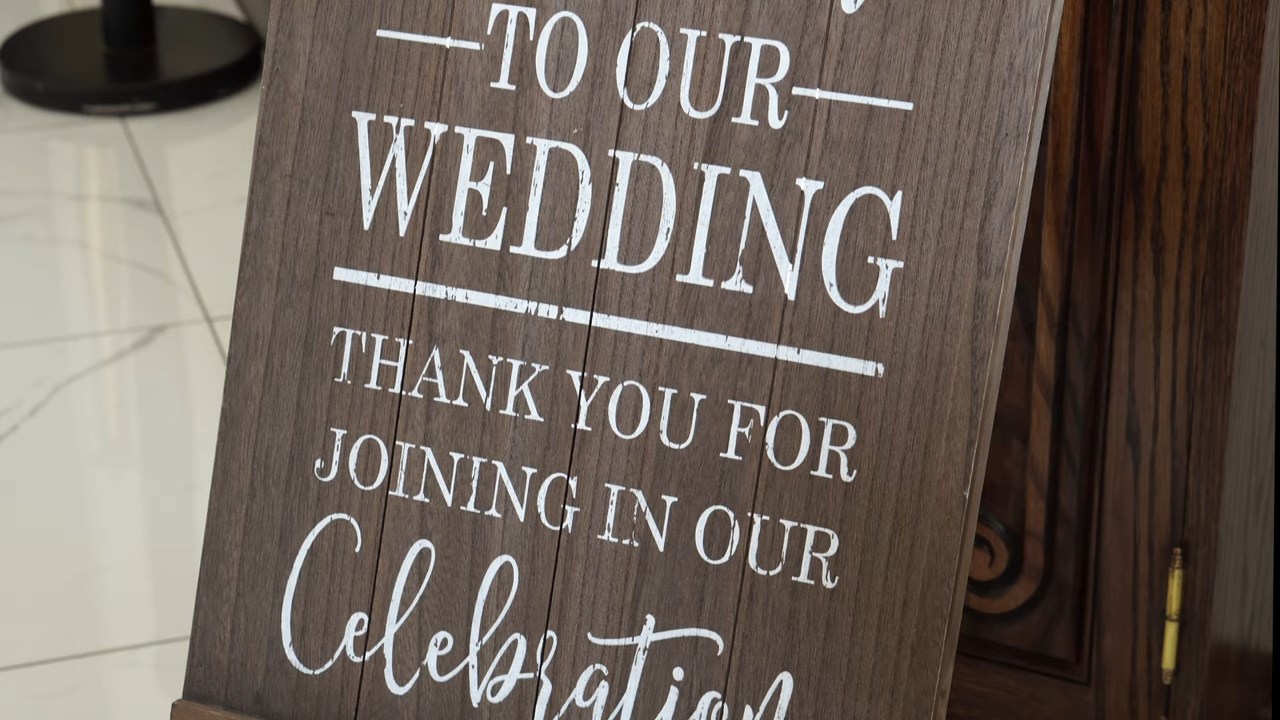 TO OUR
WEDDING
THANK YOU FOR
JOINING IN OUR
Celebration